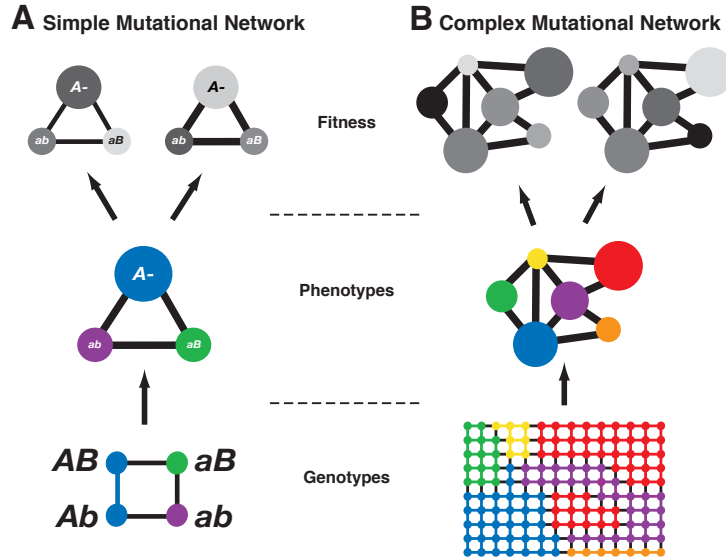 A Simple Mutational Network
B Complex Mutational Network
A-
ab
aB
A-
ab
aB
Fitness
A-
ab
aB
Phenotypes
AB
aB
Ab
ab
Genotypes